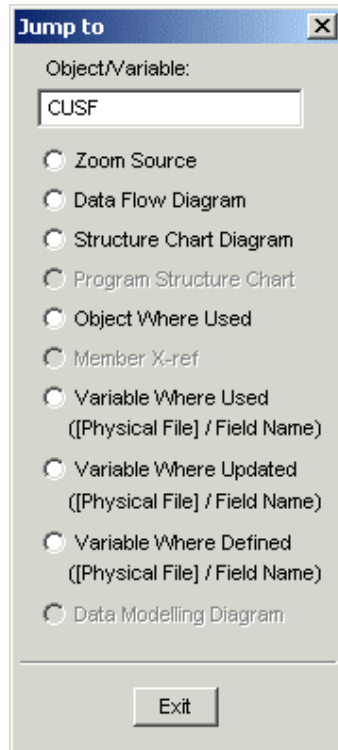 Jump to
Object/Variable:
CUSF
Zoom Source
Data Flow Diagram
Structure Chart Diagram
Program Structure Chart
Object Where Used
Member X-ref
Variable Where Used
([Physical File] / Field Name)
Variable Where Updated
([Physical File] / Field Name)
Variable Where Defined
([Physical File] / Field Name)
Data Modelling Diagram
Exit